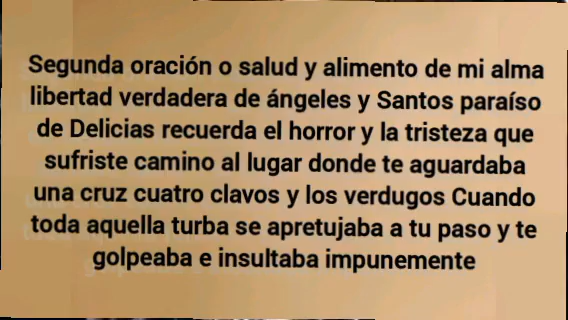 Segunda oración o salud y alimento de mi alma
libertad verdadera de ángeles y Santos paraíso
de Delicias recuerda el horror y la tristeza que
sufriste camino al lugar donde te aguardaba
una cruz cuatro clavos y los verdugos Cuando
toda aquella turba se apretujaba a tu paso y te
golpeaba e insultaba impunemente